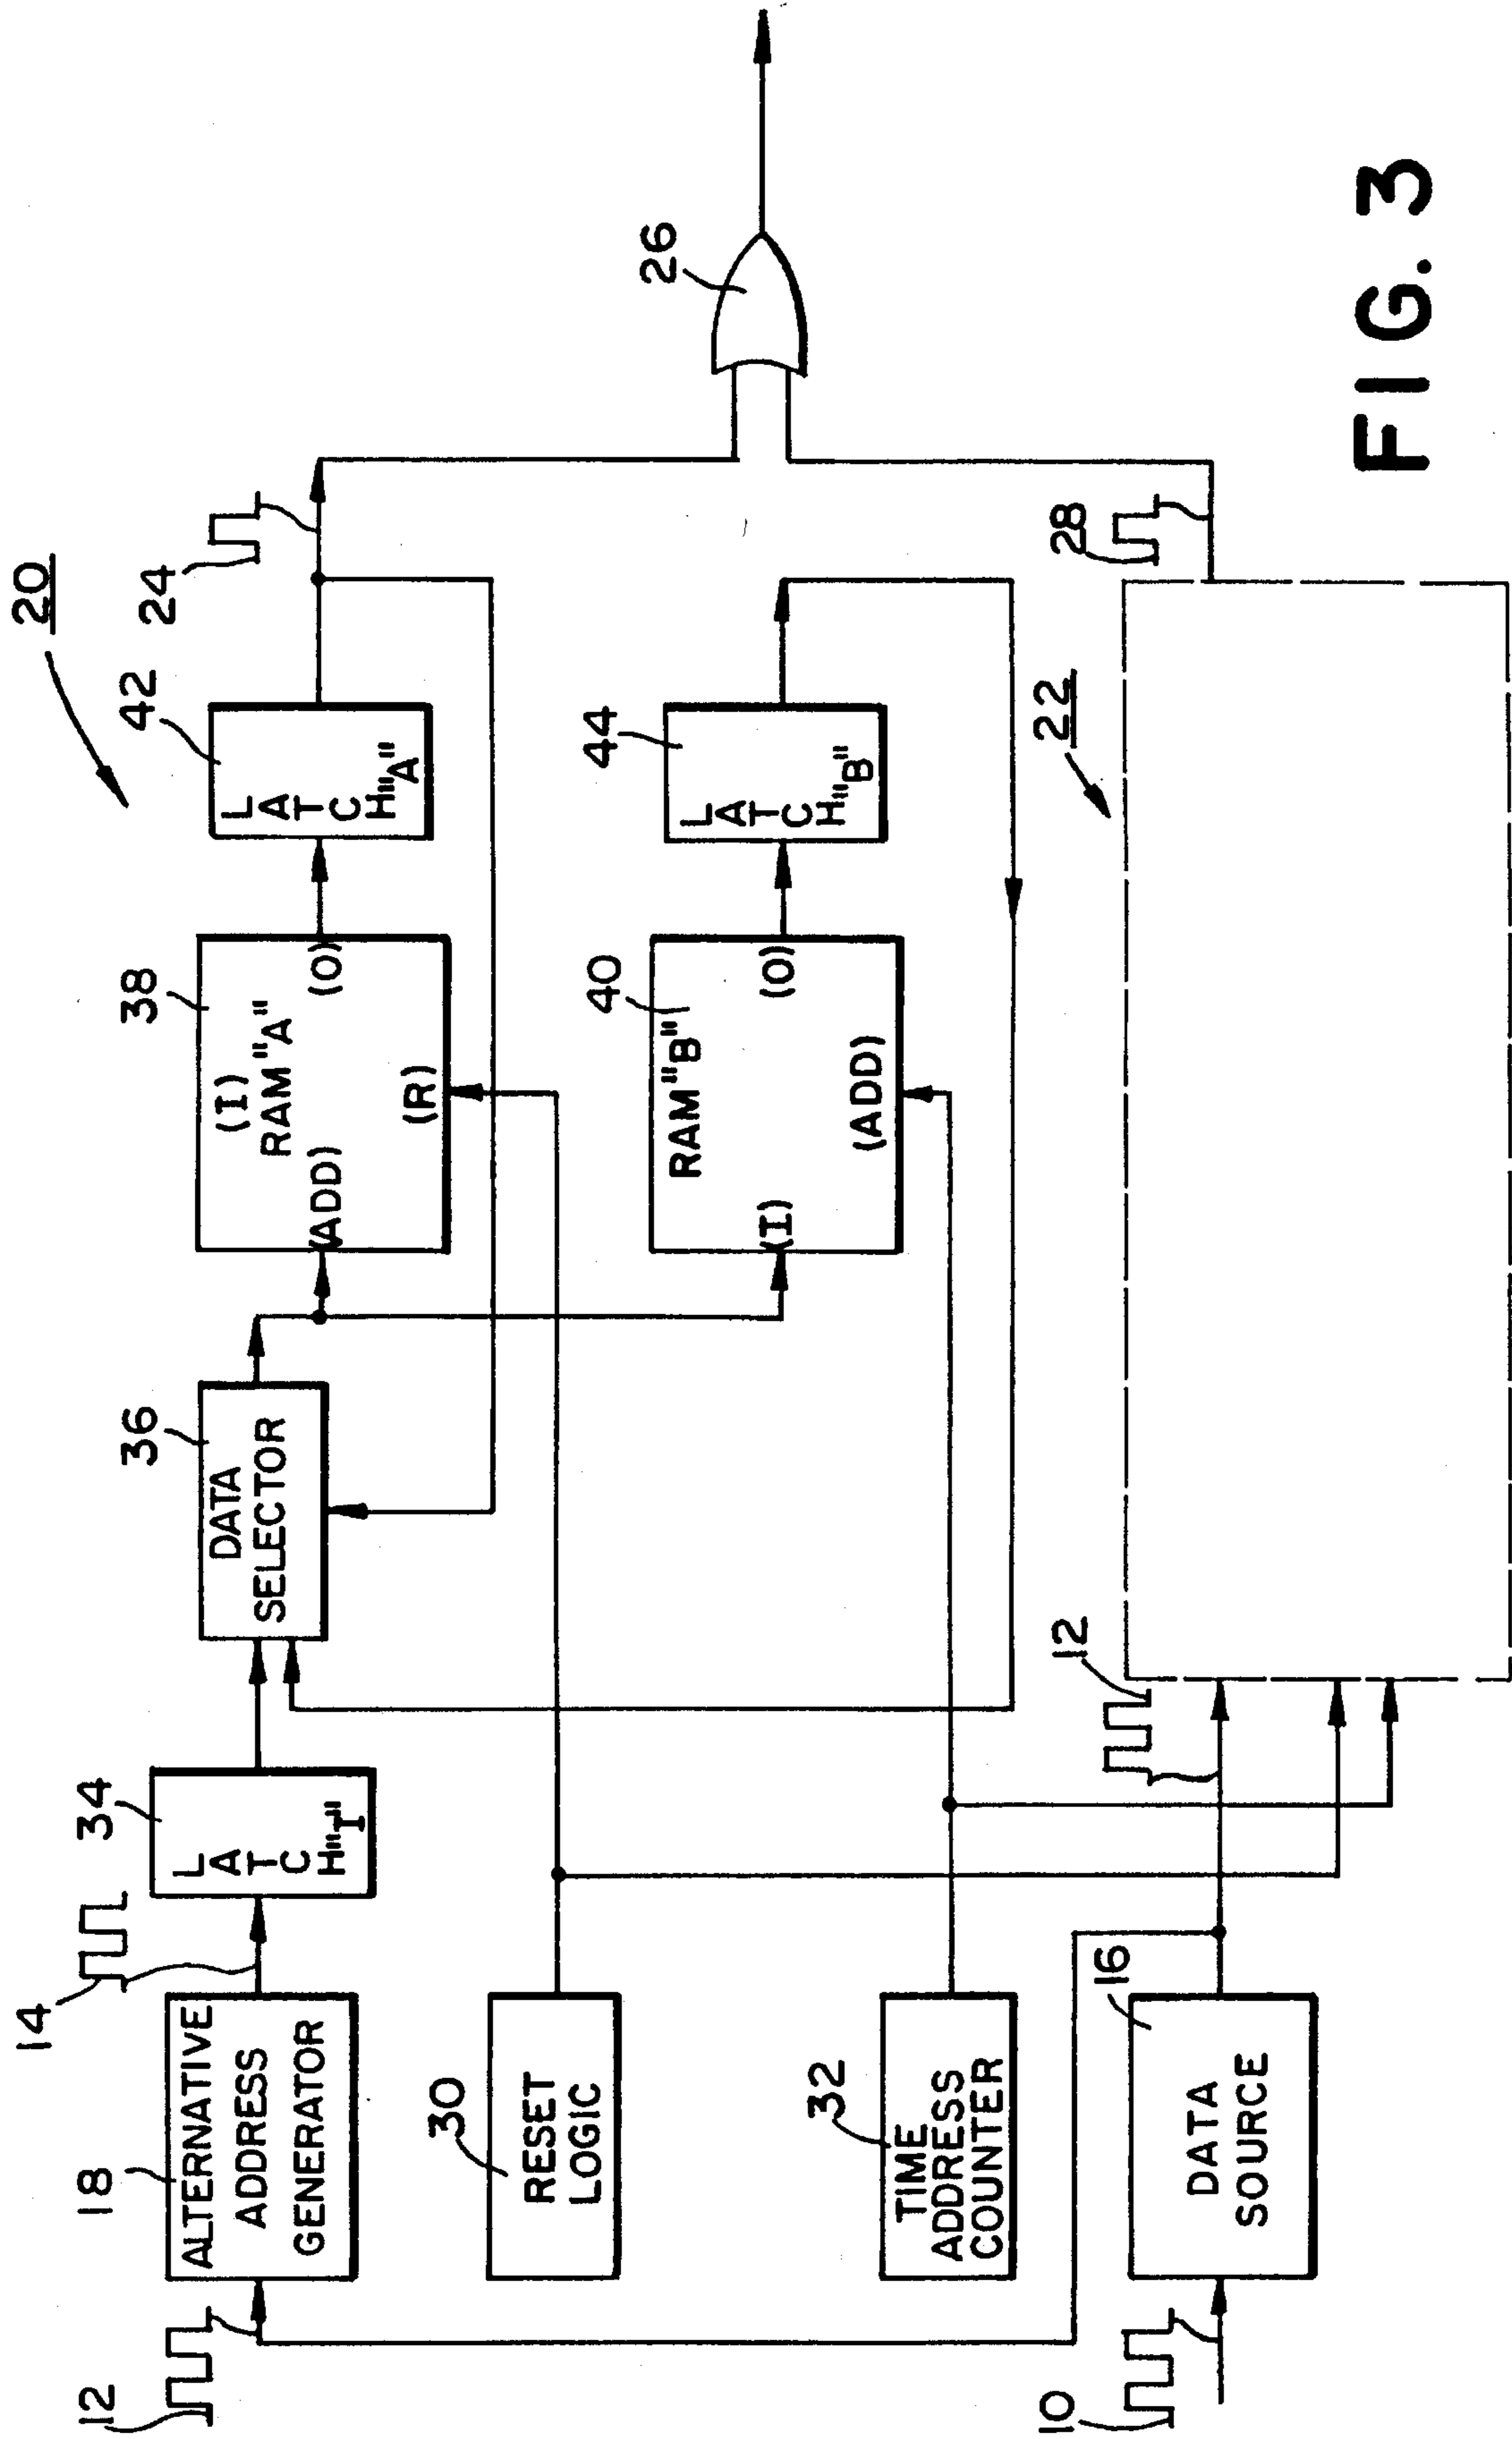 20
12
18
ALTERNATIVE
ADDRESS
GENERATOR
14
34
LATCH "I"
36
DATA
SELECTOR
38
(I)
RAM "A"
(ADD)
(O)
(R)
42
LATCH "A"
24
30
RESET
LOGIC
40
RAM "B"
(I)
(O)
(ADD)
44
LATCH "B"
26
32
TIME
ADDRESS
COUNTER
10
16
DATA
SOURCE
12
22
28
FIG. 3